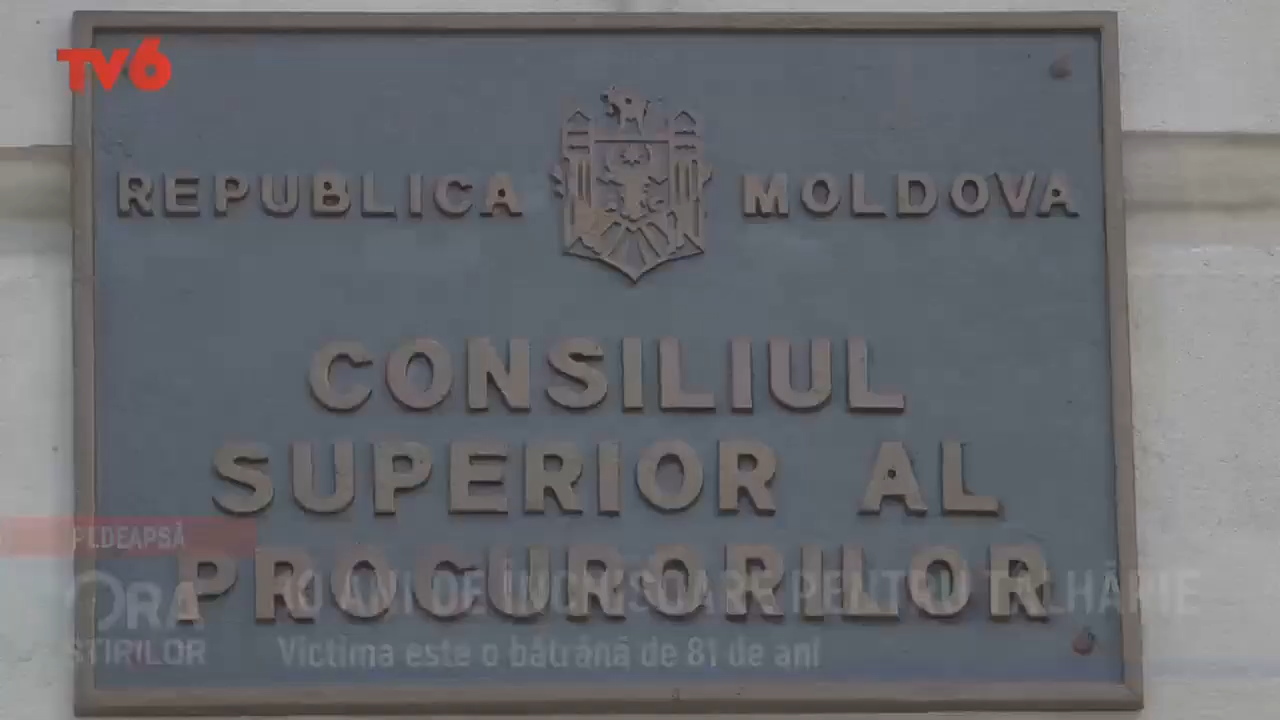 TV6
REPUBLICA MOLDOVA
CONSILIUL
SUPERIOR AL
PROCURORILOR
PEDEAPSĂ
ORA
ȘTIRILOR
10 ANI DE ÎNCHISOARE PENTRU TÂLHĂRIE
Victima este o bătrână de 81 de ani